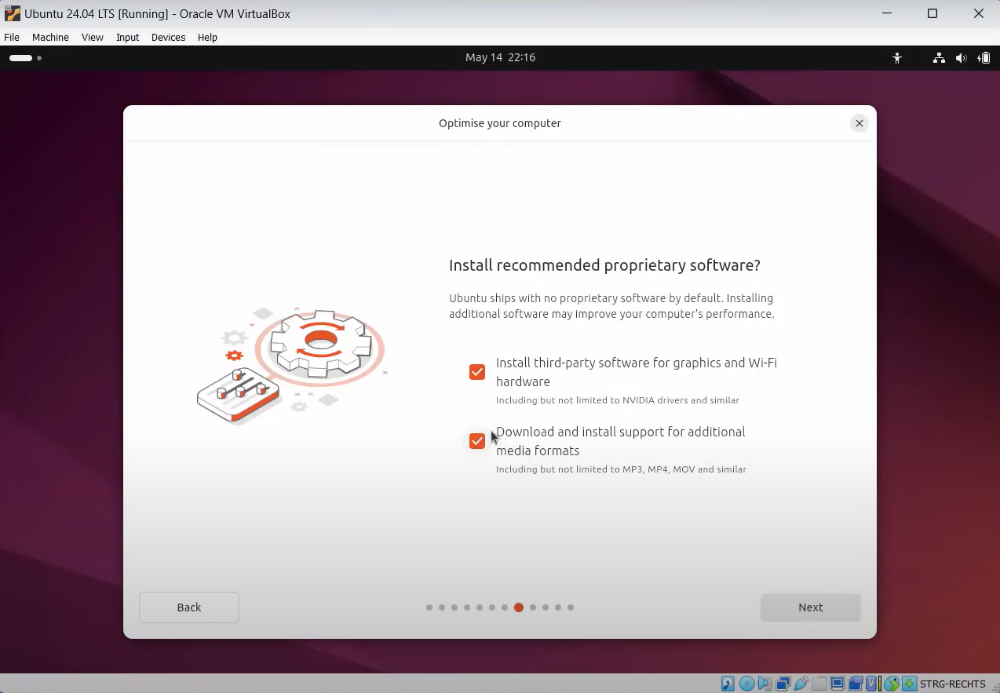 Ubuntu 24.04 LTS [Running] - Oracle VM VirtualBox
File Machine View Input Devices Help
May 14 22:16
Optimise your computer
Install recommended proprietary software?
Ubuntu ships with no proprietary software by default. Installing
additional software may improve your computer's performance.
Install third-party software for graphics and Wi-Fi
hardware
Including but not limited to NVIDIA drivers and similar
Download and install support for additional
media formats
Including but not limited to MP3, MP4, MOV and similar
Back
Next
STRG-RECHTS